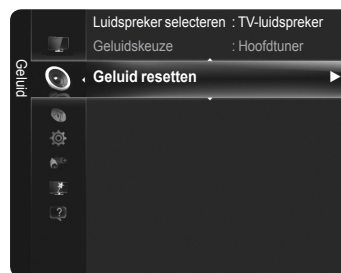 Luidspreker selecteren : TV-luidspreker
Geluidskeuze : Hoofdtuner
Geluid resetten
Geluid